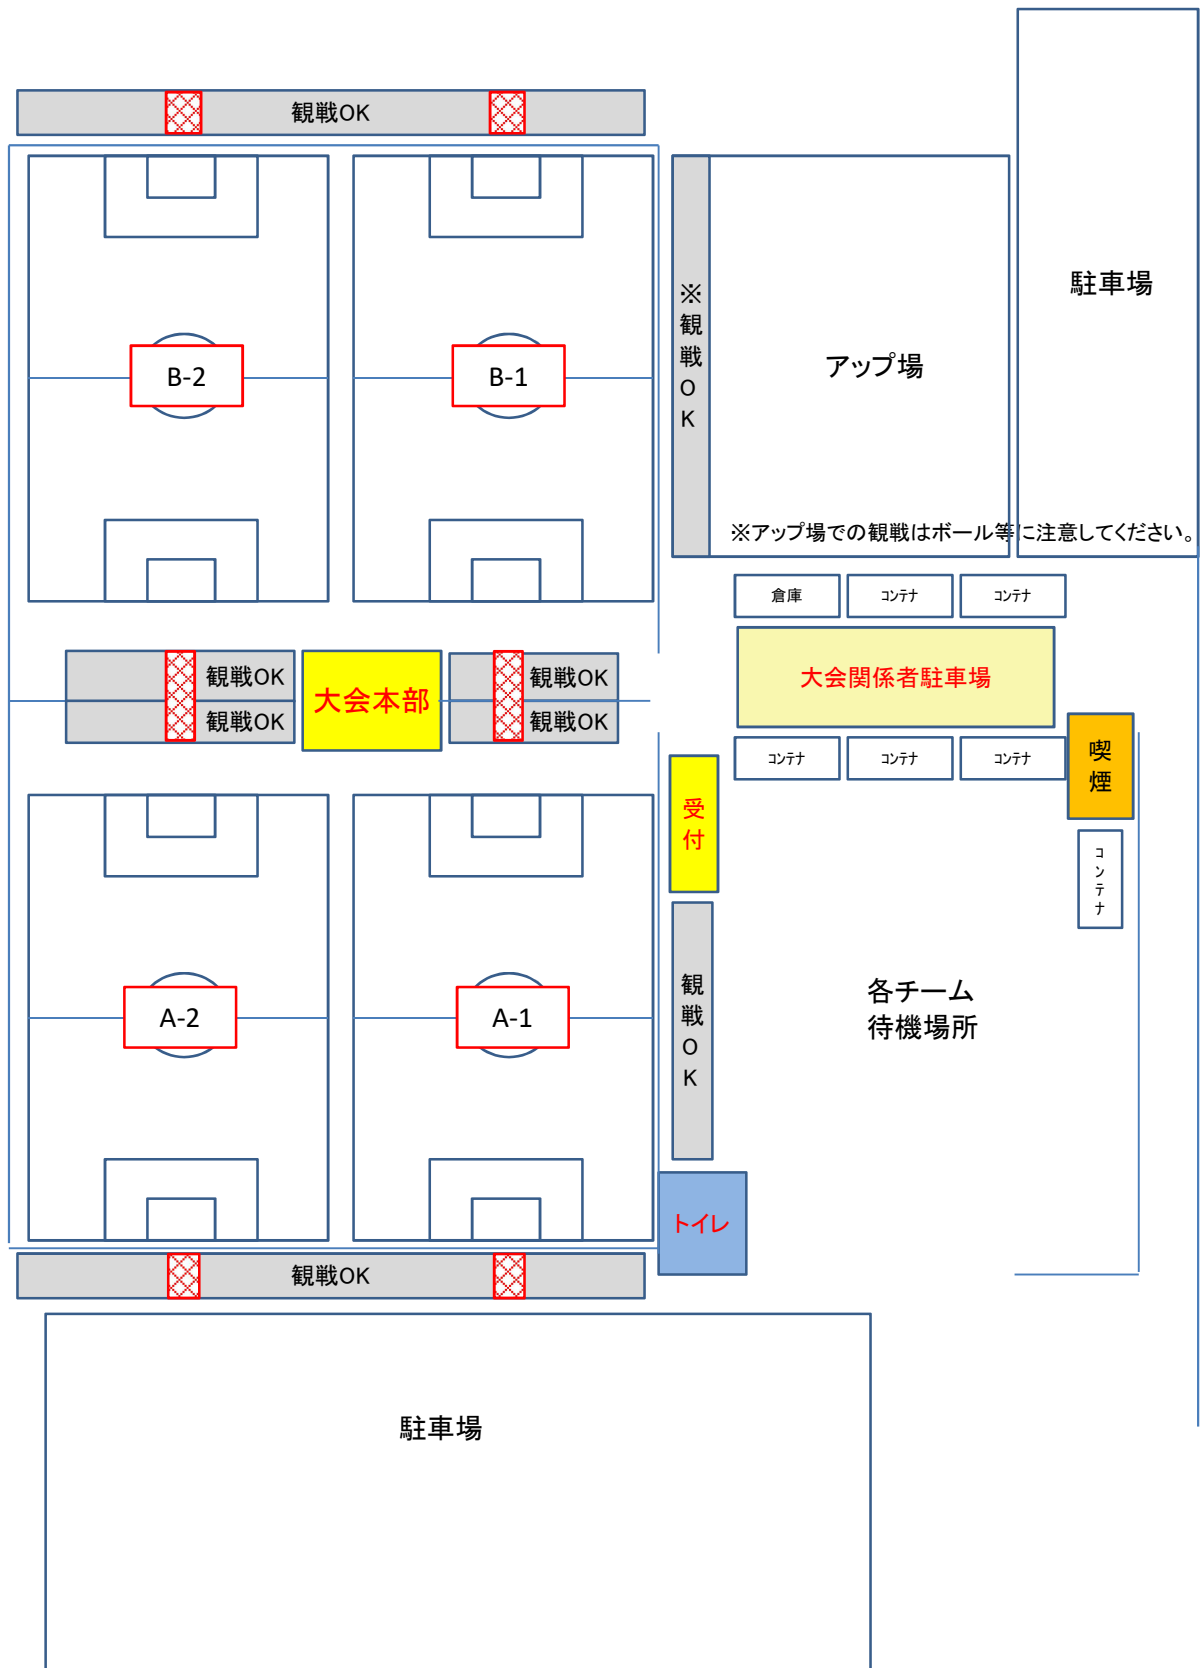 観戦OK
駐車場
※観戦OK
B-2
B-1
アップ場
※アップ場での観戦はボール等に注意してください。
倉庫
コンテナ
コンテナ
観戦OK
大会本部
観戦OK
大会関係者駐車場
観戦OK
観戦OK
コンテナ
コンテナ
コンテナ
喫煙
受付
コンテナ
観戦OK
各チーム
待機場所
A-2
A-1
トイレ
観戦OK
駐車場